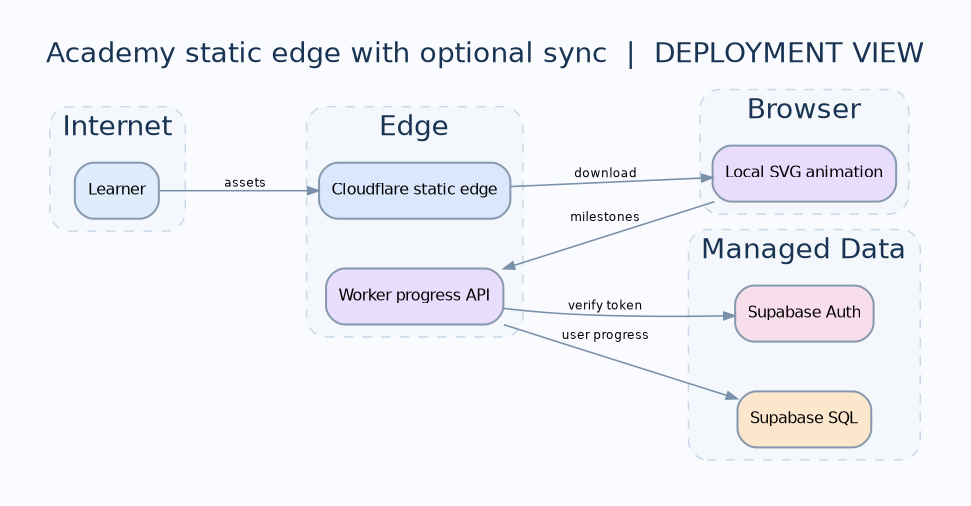 Academy static edge with optional sync | DEPLOYMENT VIEW
Internet
Learner
assets
Edge
Cloudflare static edge
Worker progress API
download
milestones
verify token
user progress
Browser
Local SVG animation
Managed Data
Supabase Auth
Supabase SQL